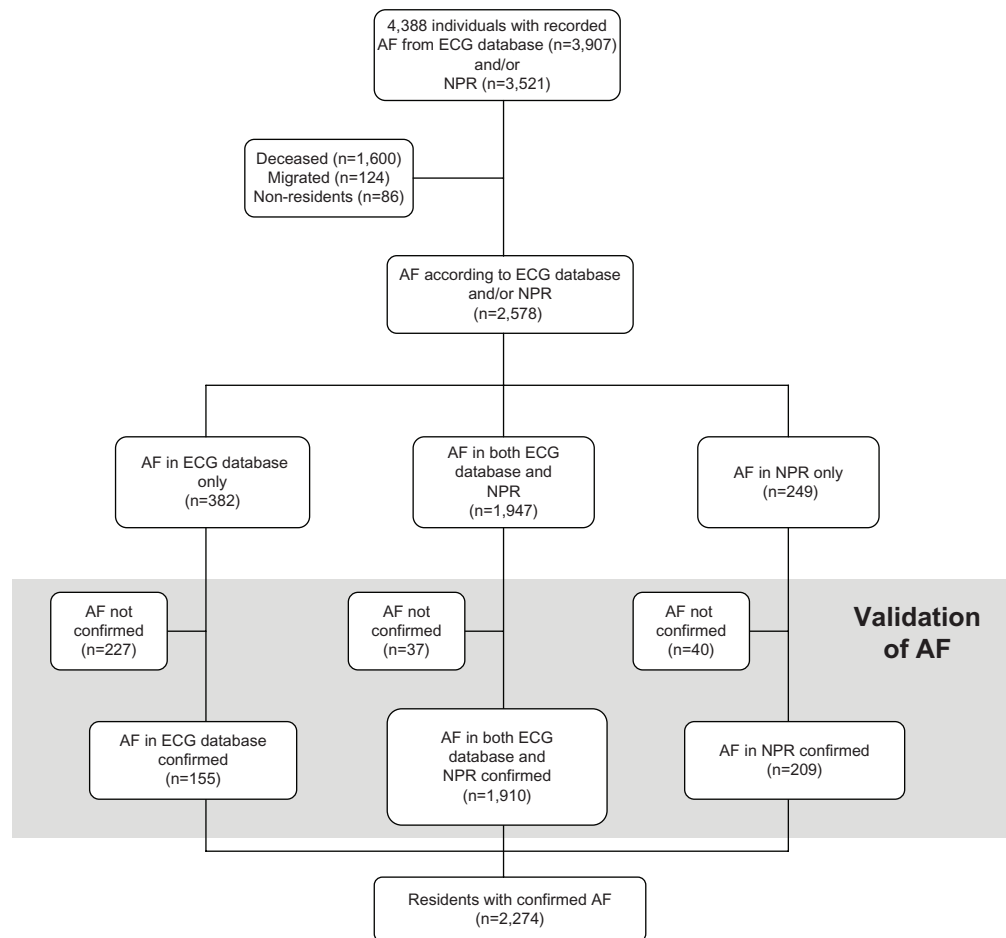 4,388 individuals with recorded
AF from ECG database (n=3,907)
and/or
NPR (n=3,521)
Deceased (n=1,600)
Migrated (n=124)
Non-residents (n=86)
AF according to ECG database
and/or NPR
(n=2,578)
AF in ECG database
only
(n=382)
AF in both ECG
database and
NPR
(n=1,947)
AF in NPR only
(n=249)
AF not
confirmed
(n=227)
AF not
confirmed
(n=37)
AF not
confirmed
(n=40)
Validation
of AF
AF in ECG database
confirmed
(n=155)
AF in both ECG
database and
NPR confirmed
(n=1,910)
AF in NPR confirmed
(n=209)
Residents with confirmed AF
(n=2,274)